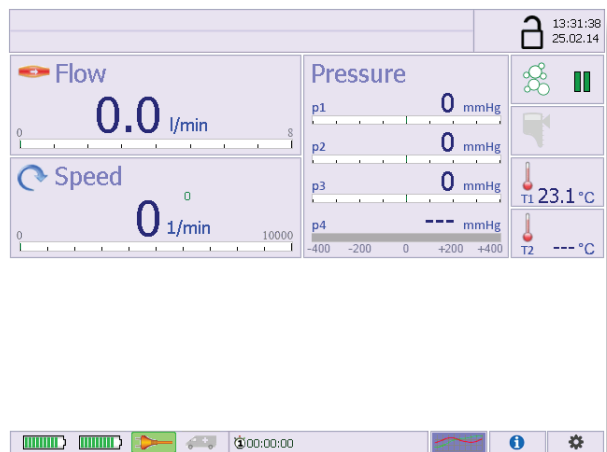 13:31:38
25.02.14
Flow
0.0 l/min
0 8
Speed
0
0 1/min
0 10000
Pressure
p1 0 mmHg
p2 0 mmHg
p3 0 mmHg
p4 --- mmHg
-400 -200 0 +200 +400
T1 23.1 °C
T2 --- °C
1 00:00:00